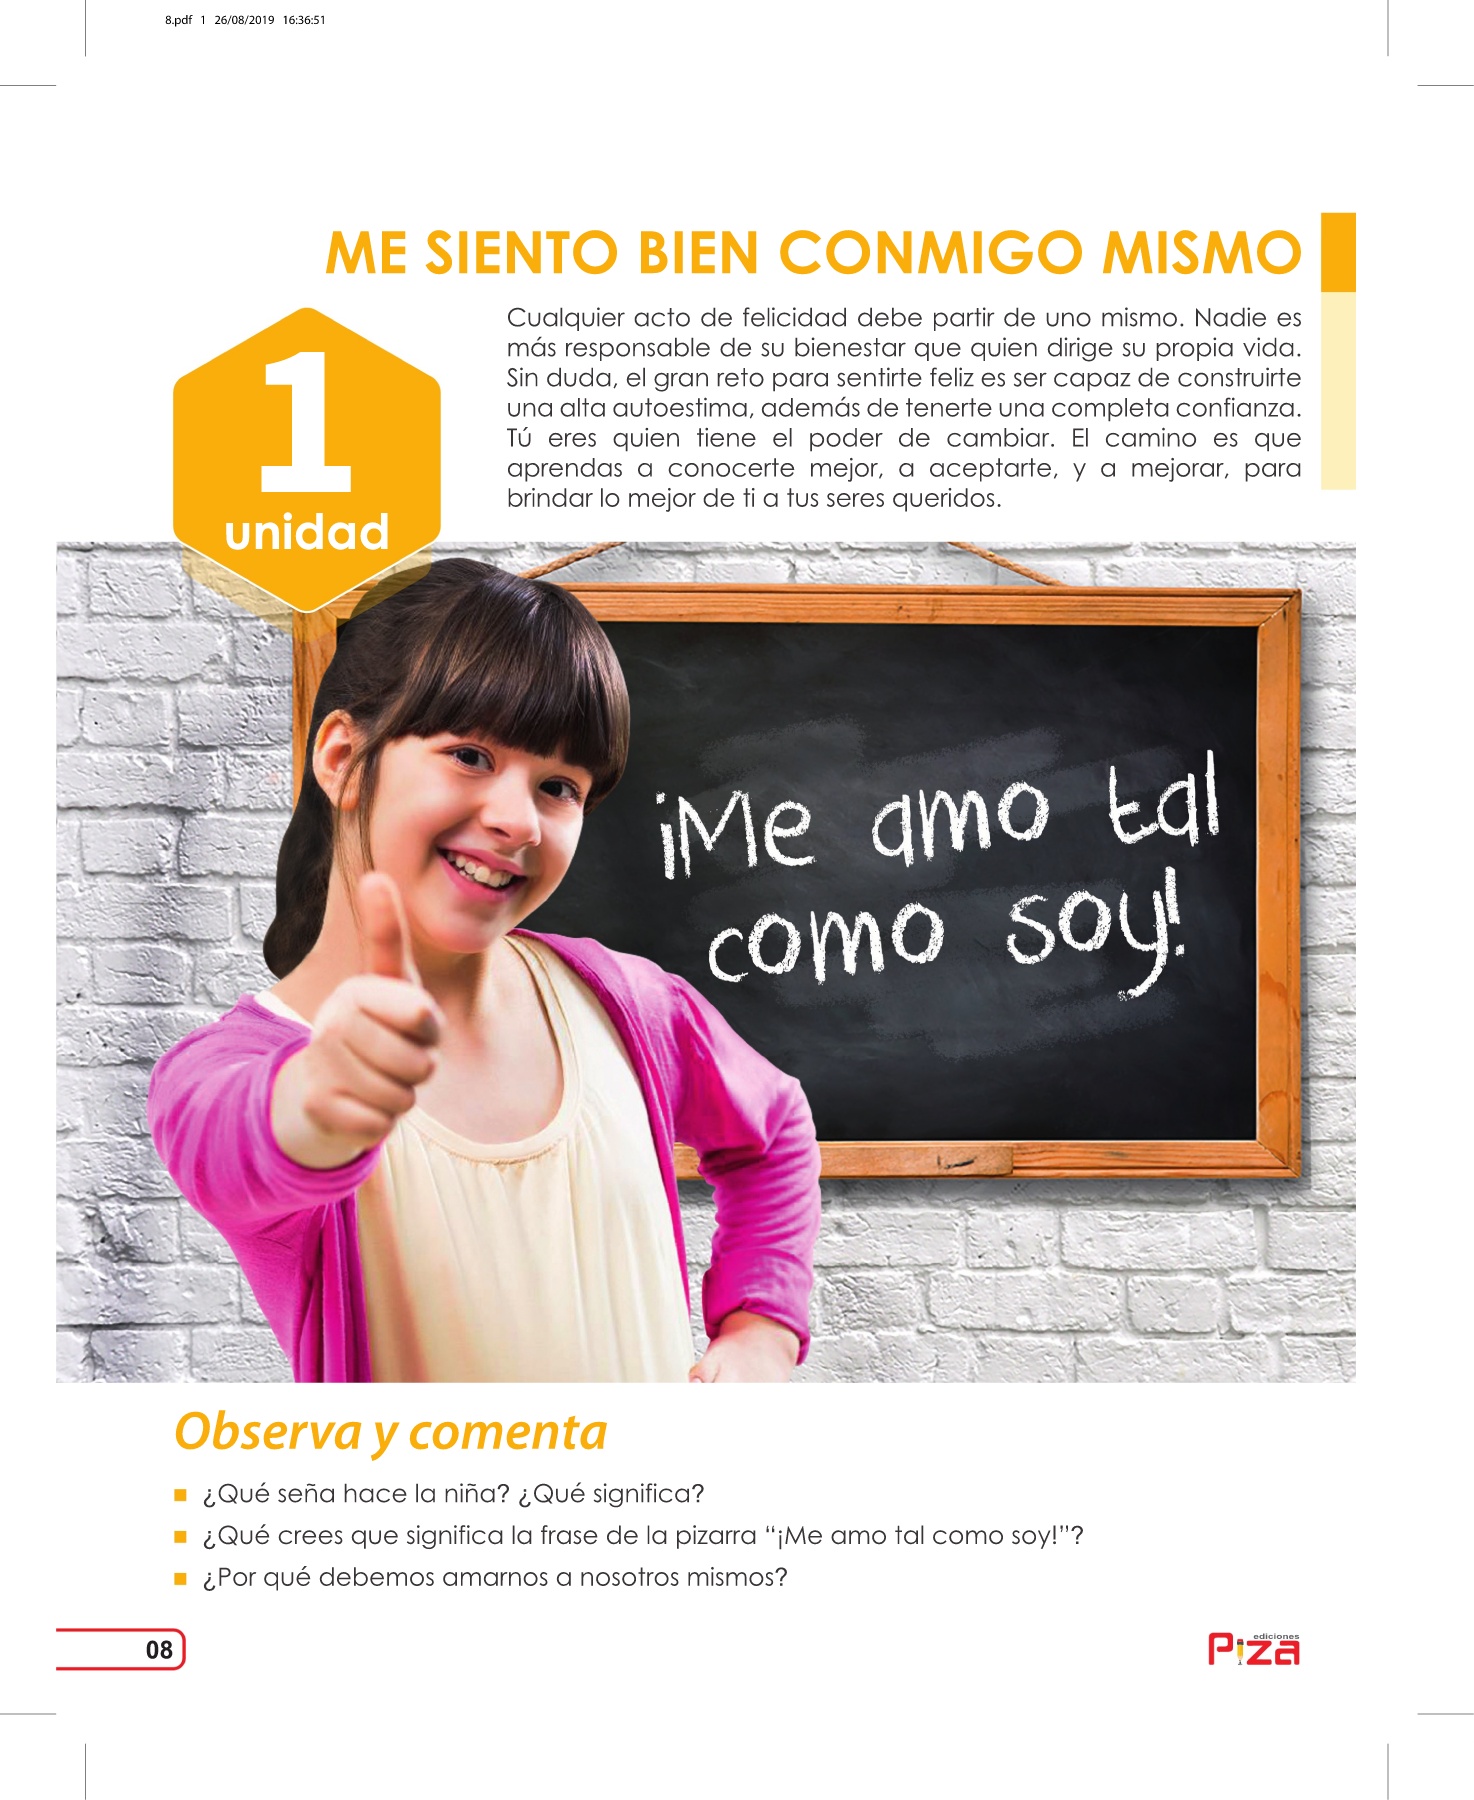 8.pdf 1 26/08/2019 16:36:51
ME SIENTO BIEN CONMIGO MISMO
1
unidad
Cualquier acto de felicidad debe partir de uno mismo. Nadie es
más responsable de su bienestar que quien dirige su propia vida.
Sin duda, el gran reto para sentirte feliz es ser capaz de construirte
una alta autoestima, además de tenerte una completa confianza.
Tú eres quien tiene el poder de cambiar. El camino es que
aprendas a conocerte mejor, a aceptarte, y a mejorar, para
brindar lo mejor de ti a tus seres queridos.
¡Me amo tal
como soy!
Observa y comenta
¿Qué seña hace la niña? ¿Qué significa?
¿Qué crees que significa la frase de la pizarra “¡Me amo tal como soy!”?
¿Por qué debemos amarnos a nosotros mismos?
08
ediciones
Piza